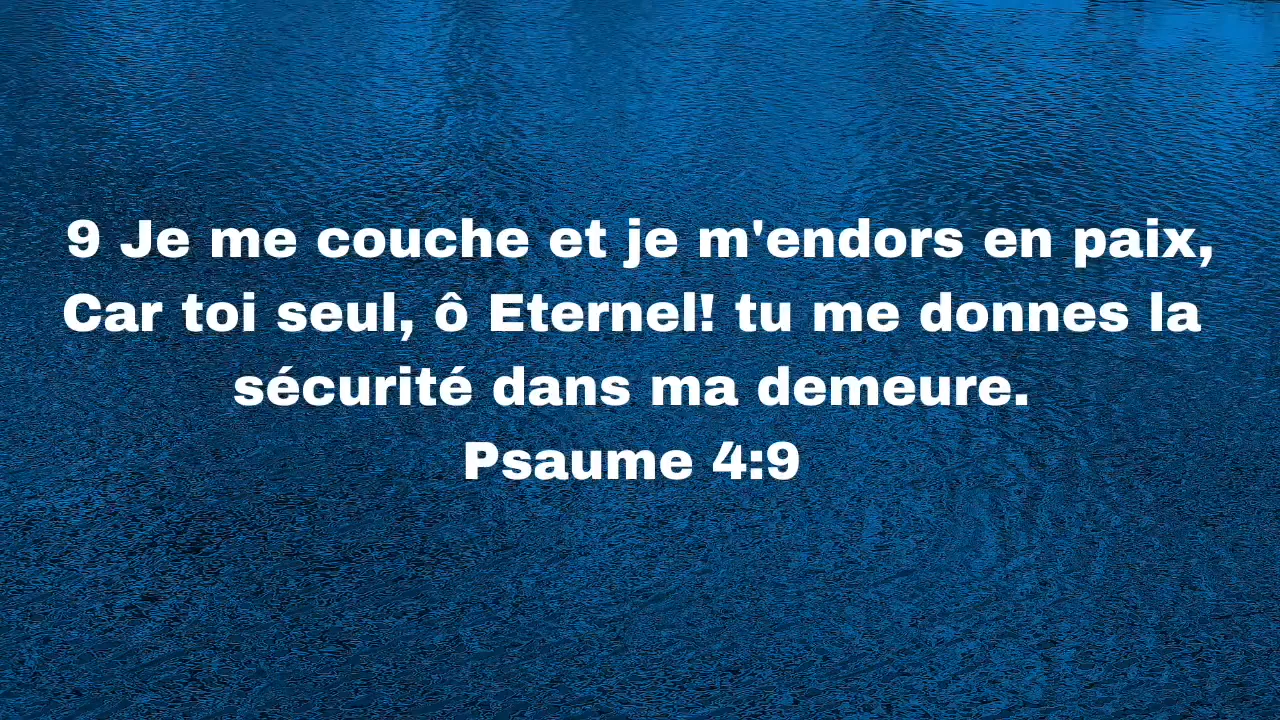 9 Je me couche et je m'endors en paix,
Car toi seul, ô Eternel! tu me donnes la
sécurité dans ma demeure.
Psaume 4:9